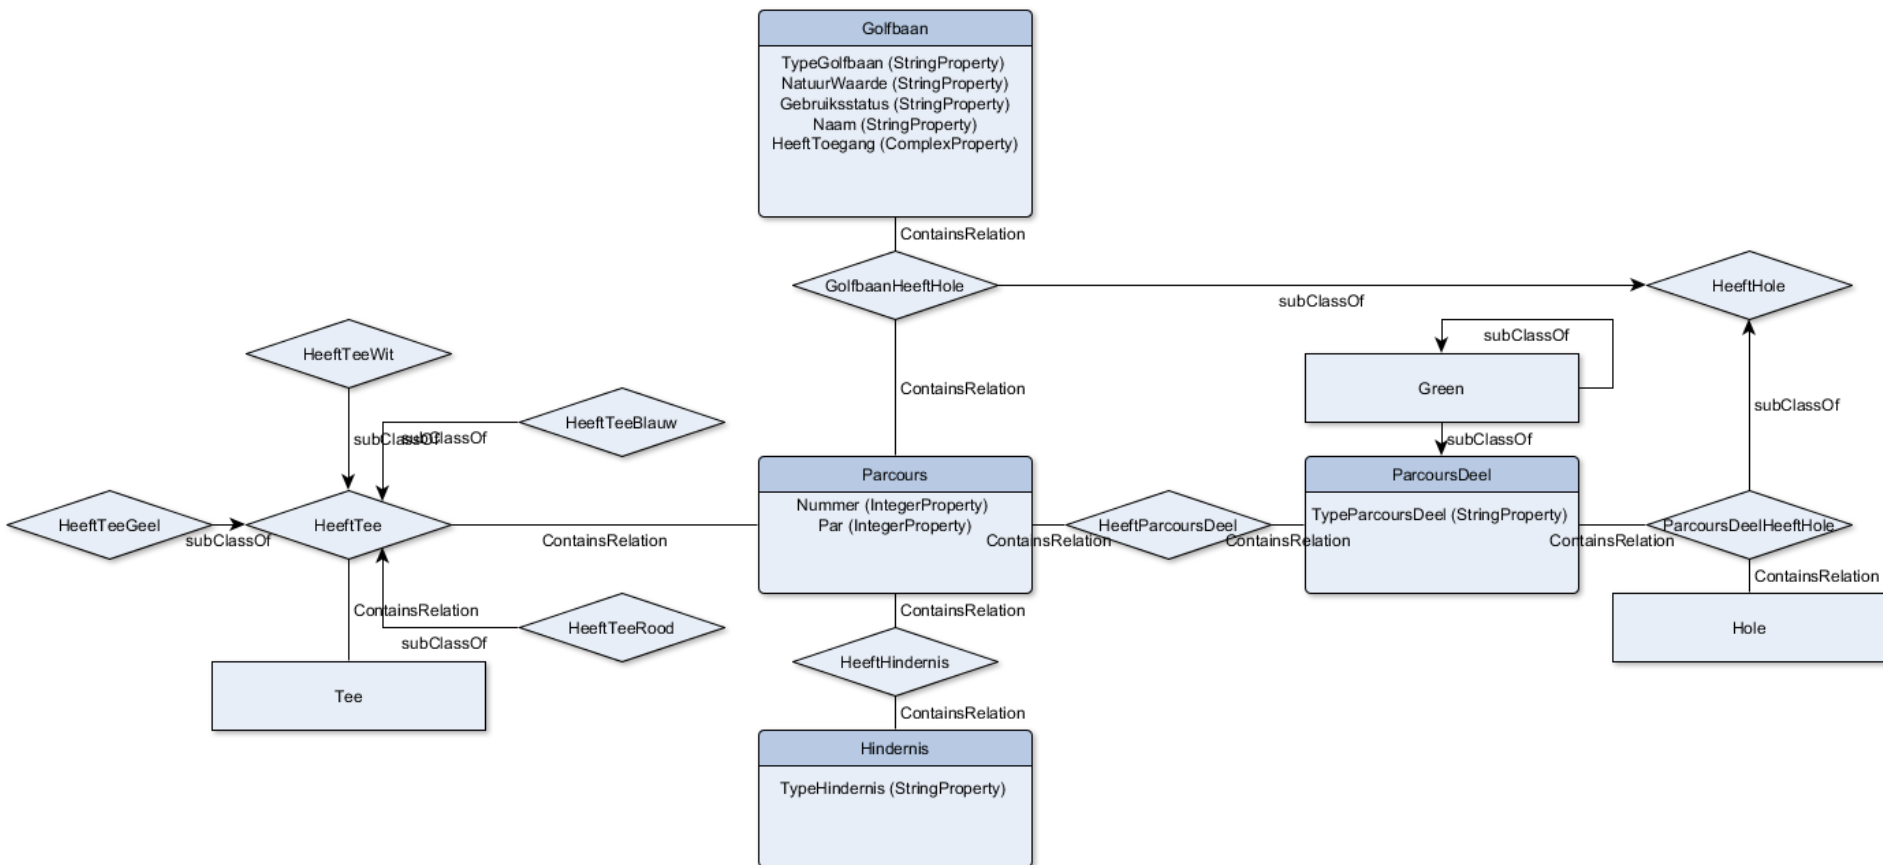 Golfbaan
TypeGolfbaan (StringProperty)
NatuurWaarde (StringProperty)
Gebruiksstatus (StringProperty)
Naam (StringProperty)
HeeftToegang (ComplexProperty)
ContainsRelation
GolfbaanHeeftHole
HeeftHole
subClassOf
subClassOf
HeeftTeeWit
Green
ContainsRelation
subClassOf
HeeftTeeBlauw
subClassOf
subClassOf
subClassOf
Parcours
Nummer (IntegerProperty)
Par (IntegerProperty)
ParcoursDeel
TypeParcoursDeel (StringProperty)
HeeftTeeGeel
subClassOf
HeeftTee
ContainsRelation
ContainsRelation
HeeftParcoursDeel
ContainsRelation
ContainsRelation
ParcoursDeelHeeftHole
ContainsRelation
ContainsRelation
ContainsRelation
HeeftTeeRood
subClassOf
Hole
HeeftHindernis
Tee
ContainsRelation
Hindernis
TypeHindernis (StringProperty)